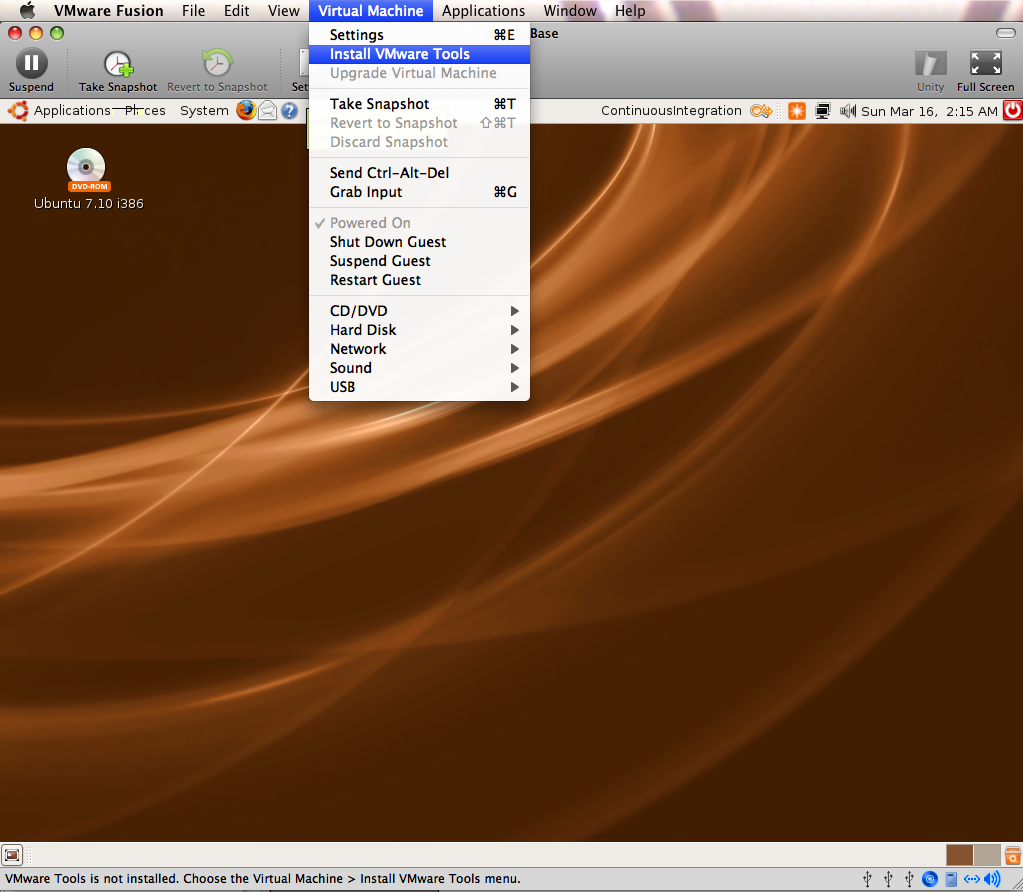 VMware Fusion File Edit View Virtual Machine Applications Window Help
Base
Suspend Take Snapshot Revert to Snapshot Set Unity Full Screen
Applications Places System ContinuousIntegration Sun Mar 16, 2:15 AM
Settings ⌘E
Install VMware Tools
Upgrade Virtual Machine
Take Snapshot ⌘T
Revert to Snapshot ⇧⌘T
Discard Snapshot
Send Ctrl-Alt-Del
Grab Input ⌘G
✓ Powered On
Shut Down Guest
Suspend Guest
Restart Guest
CD/DVD
Hard Disk
Network
Sound
USB
DVD-ROM
Ubuntu 7.10 i386
VMware Tools is not installed. Choose the Virtual Machine > Install VMware Tools menu.